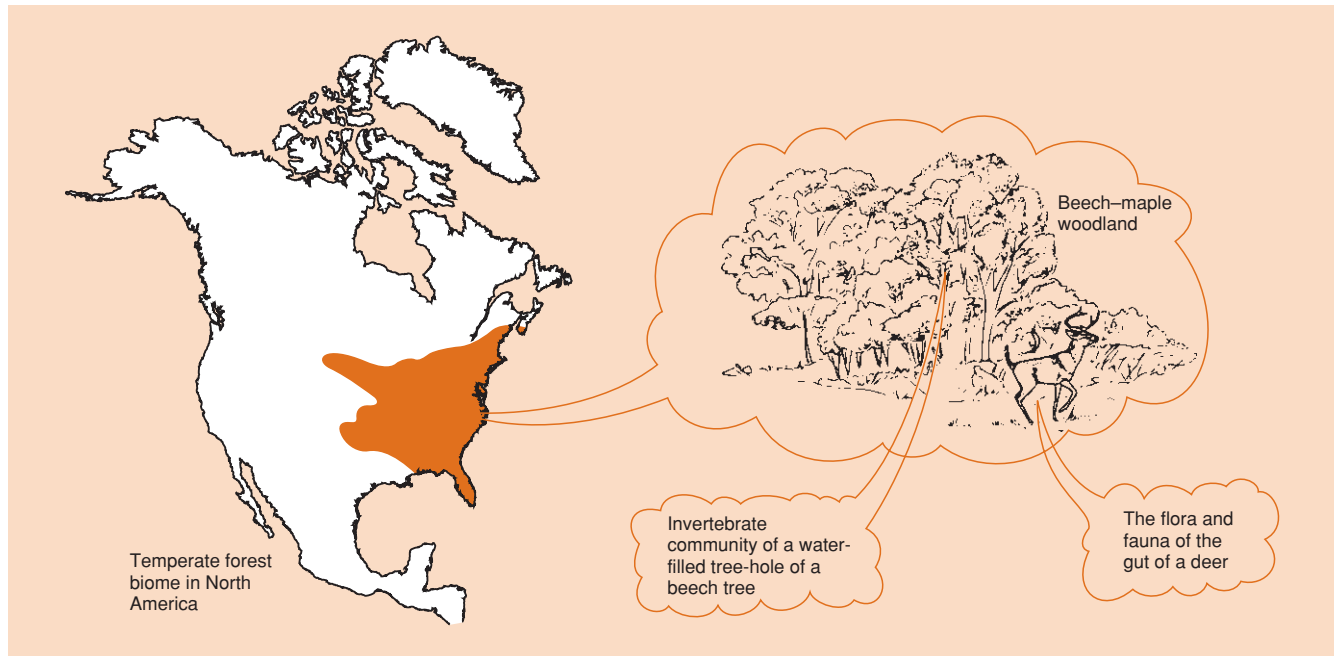 Temperate forest
biome in North
America
Beech–maple
woodland
Invertebrate
community of a water-
filled tree-hole of a
beech tree
The flora and
fauna of the
gut of a deer